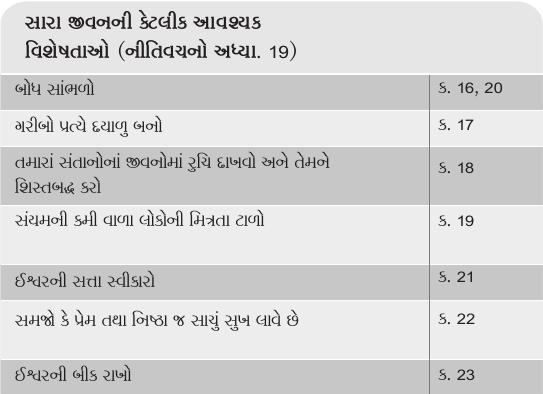 સારા જીવનની કેટલીક આવશ્યક
વિશેષતાઓ (નીતિવચનો અધ્યા. 19)
બોધ સાંભળો ક. 16, 20
ગરીબો પ્રત્યે દયાળુ બનો ક. 17
તમારાં સંતાનોનાં જીવનોમાં રુચિ દાખવો અને તેમને
શિસ્તબદ્ધ કરો ક. 18
સંયમની કમી વાળા લોકોની મિત્રતા ટાળો ક. 19
ઈશ્વરની સત્તા સ્વીકારો ક. 21
સમજો કે પ્રેમ તથા નિષ્ઠા જ સાચું સુખ લાવે છે ક. 22
ઈશ્વરની બીક રાખો ક. 23